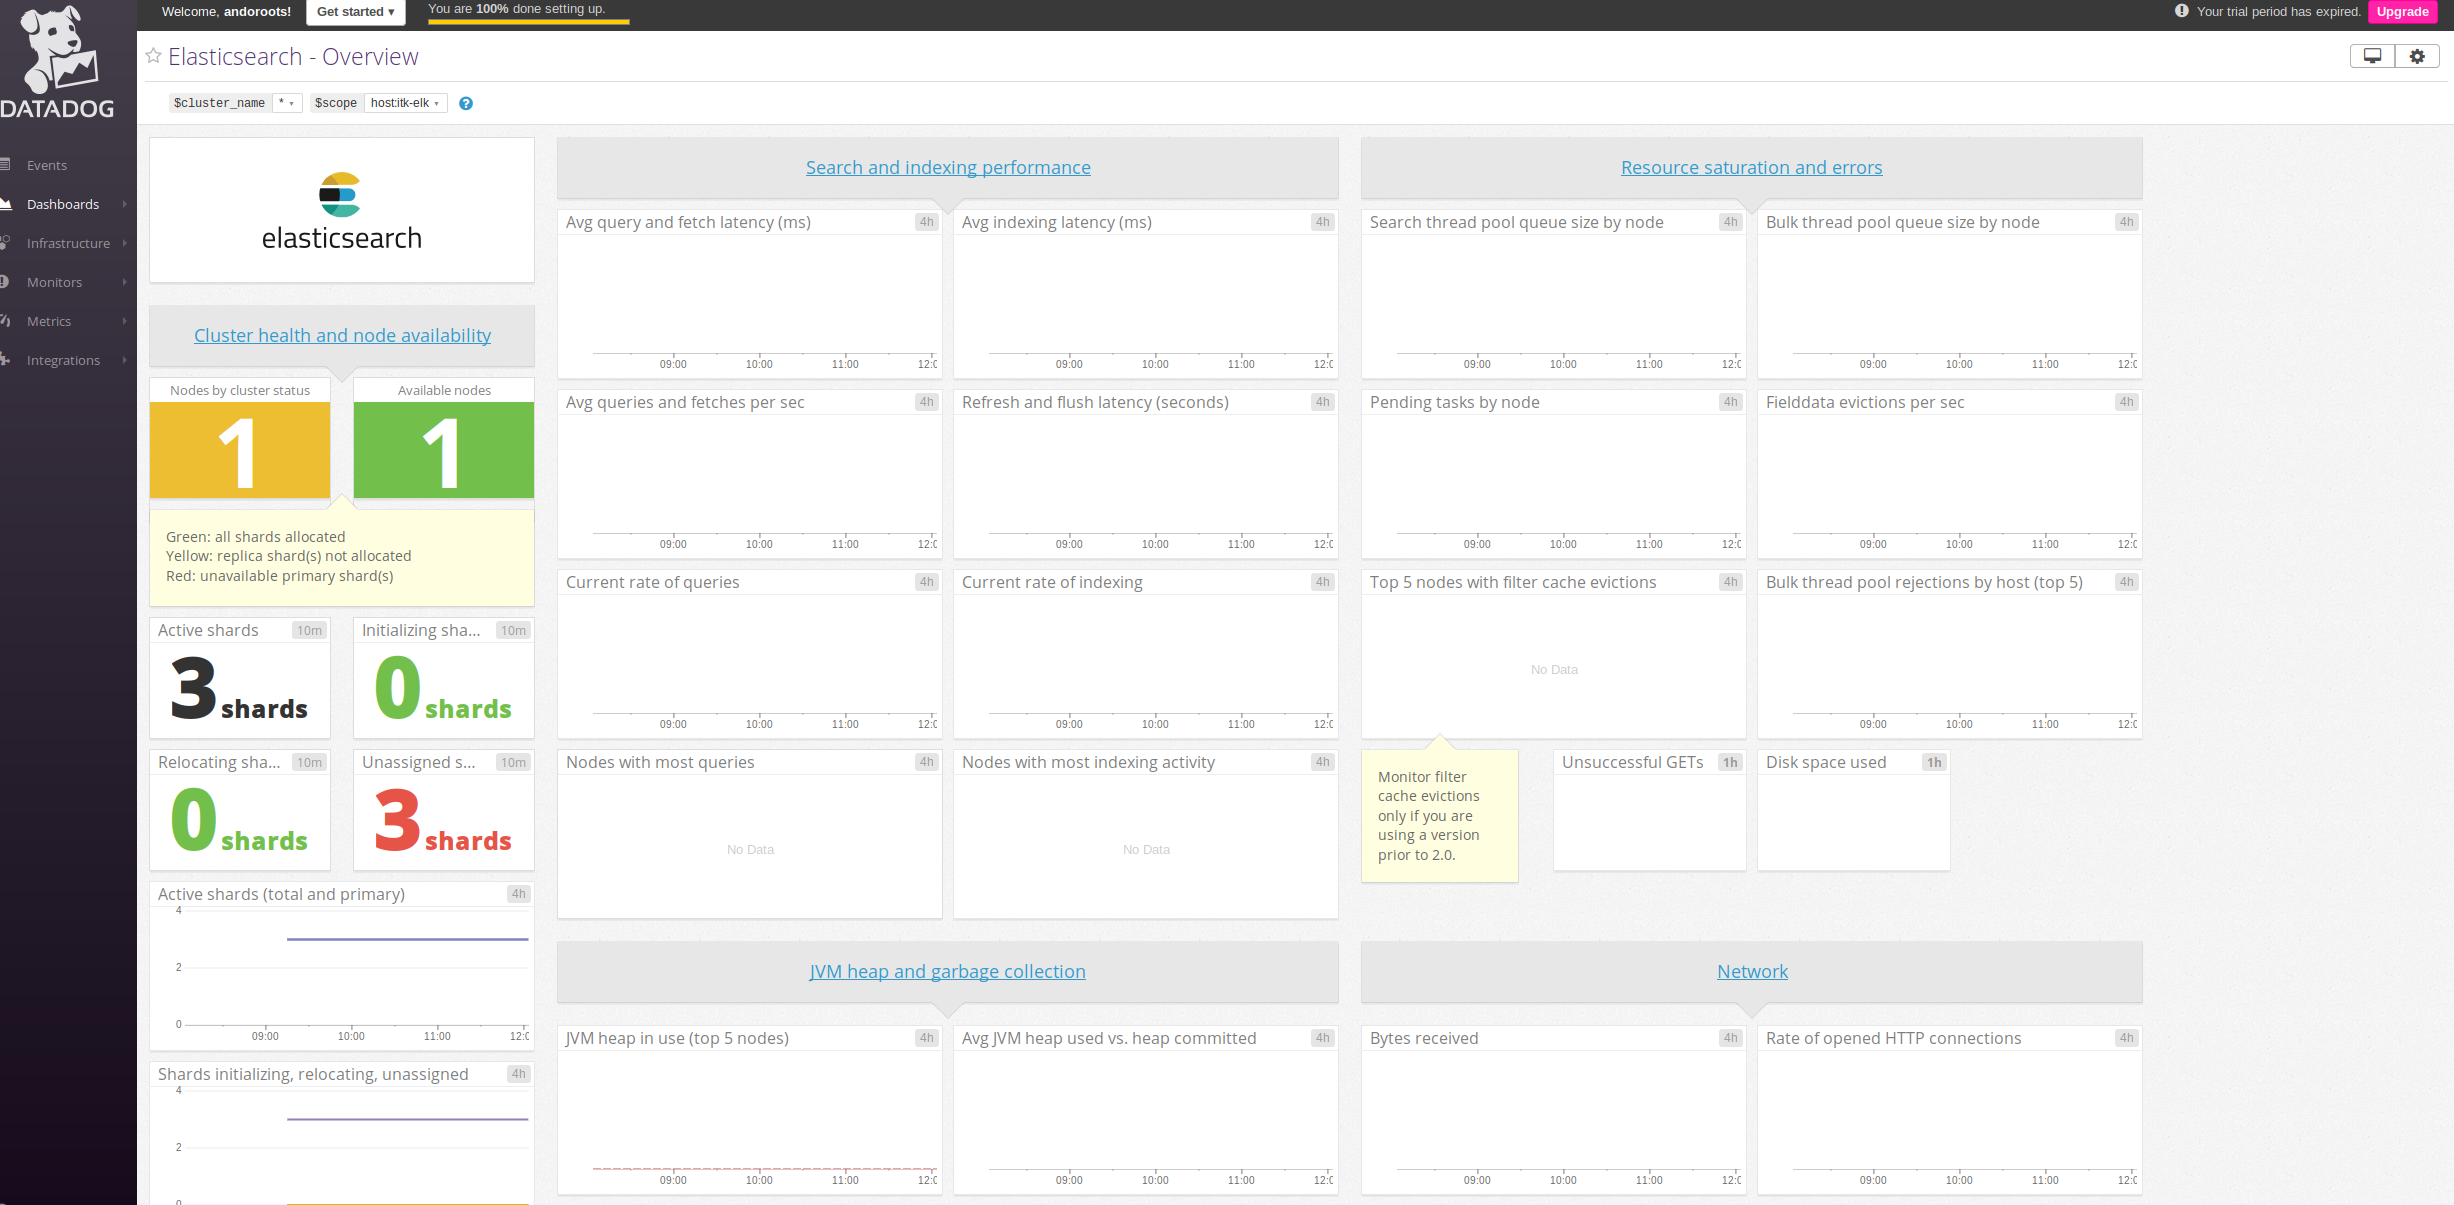 Welcome, andoroots!
Get started ▾
You are 100% done setting up.
Your trial period has expired.
Upgrade
DATADOG
Events
Dashboards
Infrastructure
Monitors
Metrics
Integrations
Elasticsearch - Overview
$cluster_name * $scope host:itk-elk ?
elasticsearch
Cluster health and node availability
Nodes by cluster status
1
Available nodes
1
Green: all shards allocated
Yellow: replica shard(s) not allocated
Red: unavailable primary shard(s)
Active shards 10m
3 shards
Initializing sha... 10m
0 shards
Relocating sha... 10m
0 shards
Unassigned s... 10m
3 shards
Active shards (total and primary) 4h
4
2
0
09:00 10:00 11:00 12:0
Shards initializing, relocating, unassigned 4h
4
2
0
Search and indexing performance
Avg query and fetch latency (ms) 4h
09:00 10:00 11:00 12:0
Avg indexing latency (ms) 4h
09:00 10:00 11:00 12:0
Avg queries and fetches per sec 4h
09:00 10:00 11:00 12:0
Refresh and flush latency (seconds) 4h
09:00 10:00 11:00 12:0
Current rate of queries 4h
09:00 10:00 11:00 12:0
Current rate of indexing 4h
09:00 10:00 11:00 12:0
Nodes with most queries 4h
No Data
Nodes with most indexing activity 4h
No Data
JVM heap and garbage collection
JVM heap in use (top 5 nodes) 4h
09:00 10:00 11:00 12:0
Avg JVM heap used vs. heap committed 4h
09:00 10:00 11:00 12:0
Resource saturation and errors
Search thread pool queue size by node 4h
09:00 10:00 11:00 12:0
Bulk thread pool queue size by node 4h
09:00 10:00 11:00 12:0
Pending tasks by node 4h
09:00 10:00 11:00 12:0
Fielddata evictions per sec 4h
09:00 10:00 11:00 12:0
Top 5 nodes with filter cache evictions 4h
No Data
Bulk thread pool rejections by host (top 5) 4h
09:00 10:00 11:00 12:0
Monitor filter
cache evictions
only if you are
using a version
prior to 2.0.
Unsuccessful GETs 1h
Disk space used 1h
Network
Bytes received 4h
09:00 10:00 11:00 12:0
Rate of opened HTTP connections 4h
09:00 10:00 11:00 12:0